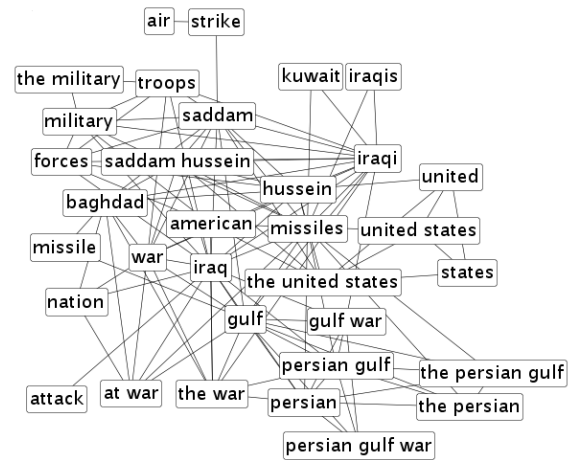 air
strike
the military
troops
kuwait
iraqis
military
saddam
forces
saddam hussein
iraqi
hussein
united
baghdad
american
missiles
united states
missile
war
iraq
the united states
states
nation
gulf
gulf war
persian gulf
the persian gulf
attack
at war
the war
persian
the persian
persian gulf war